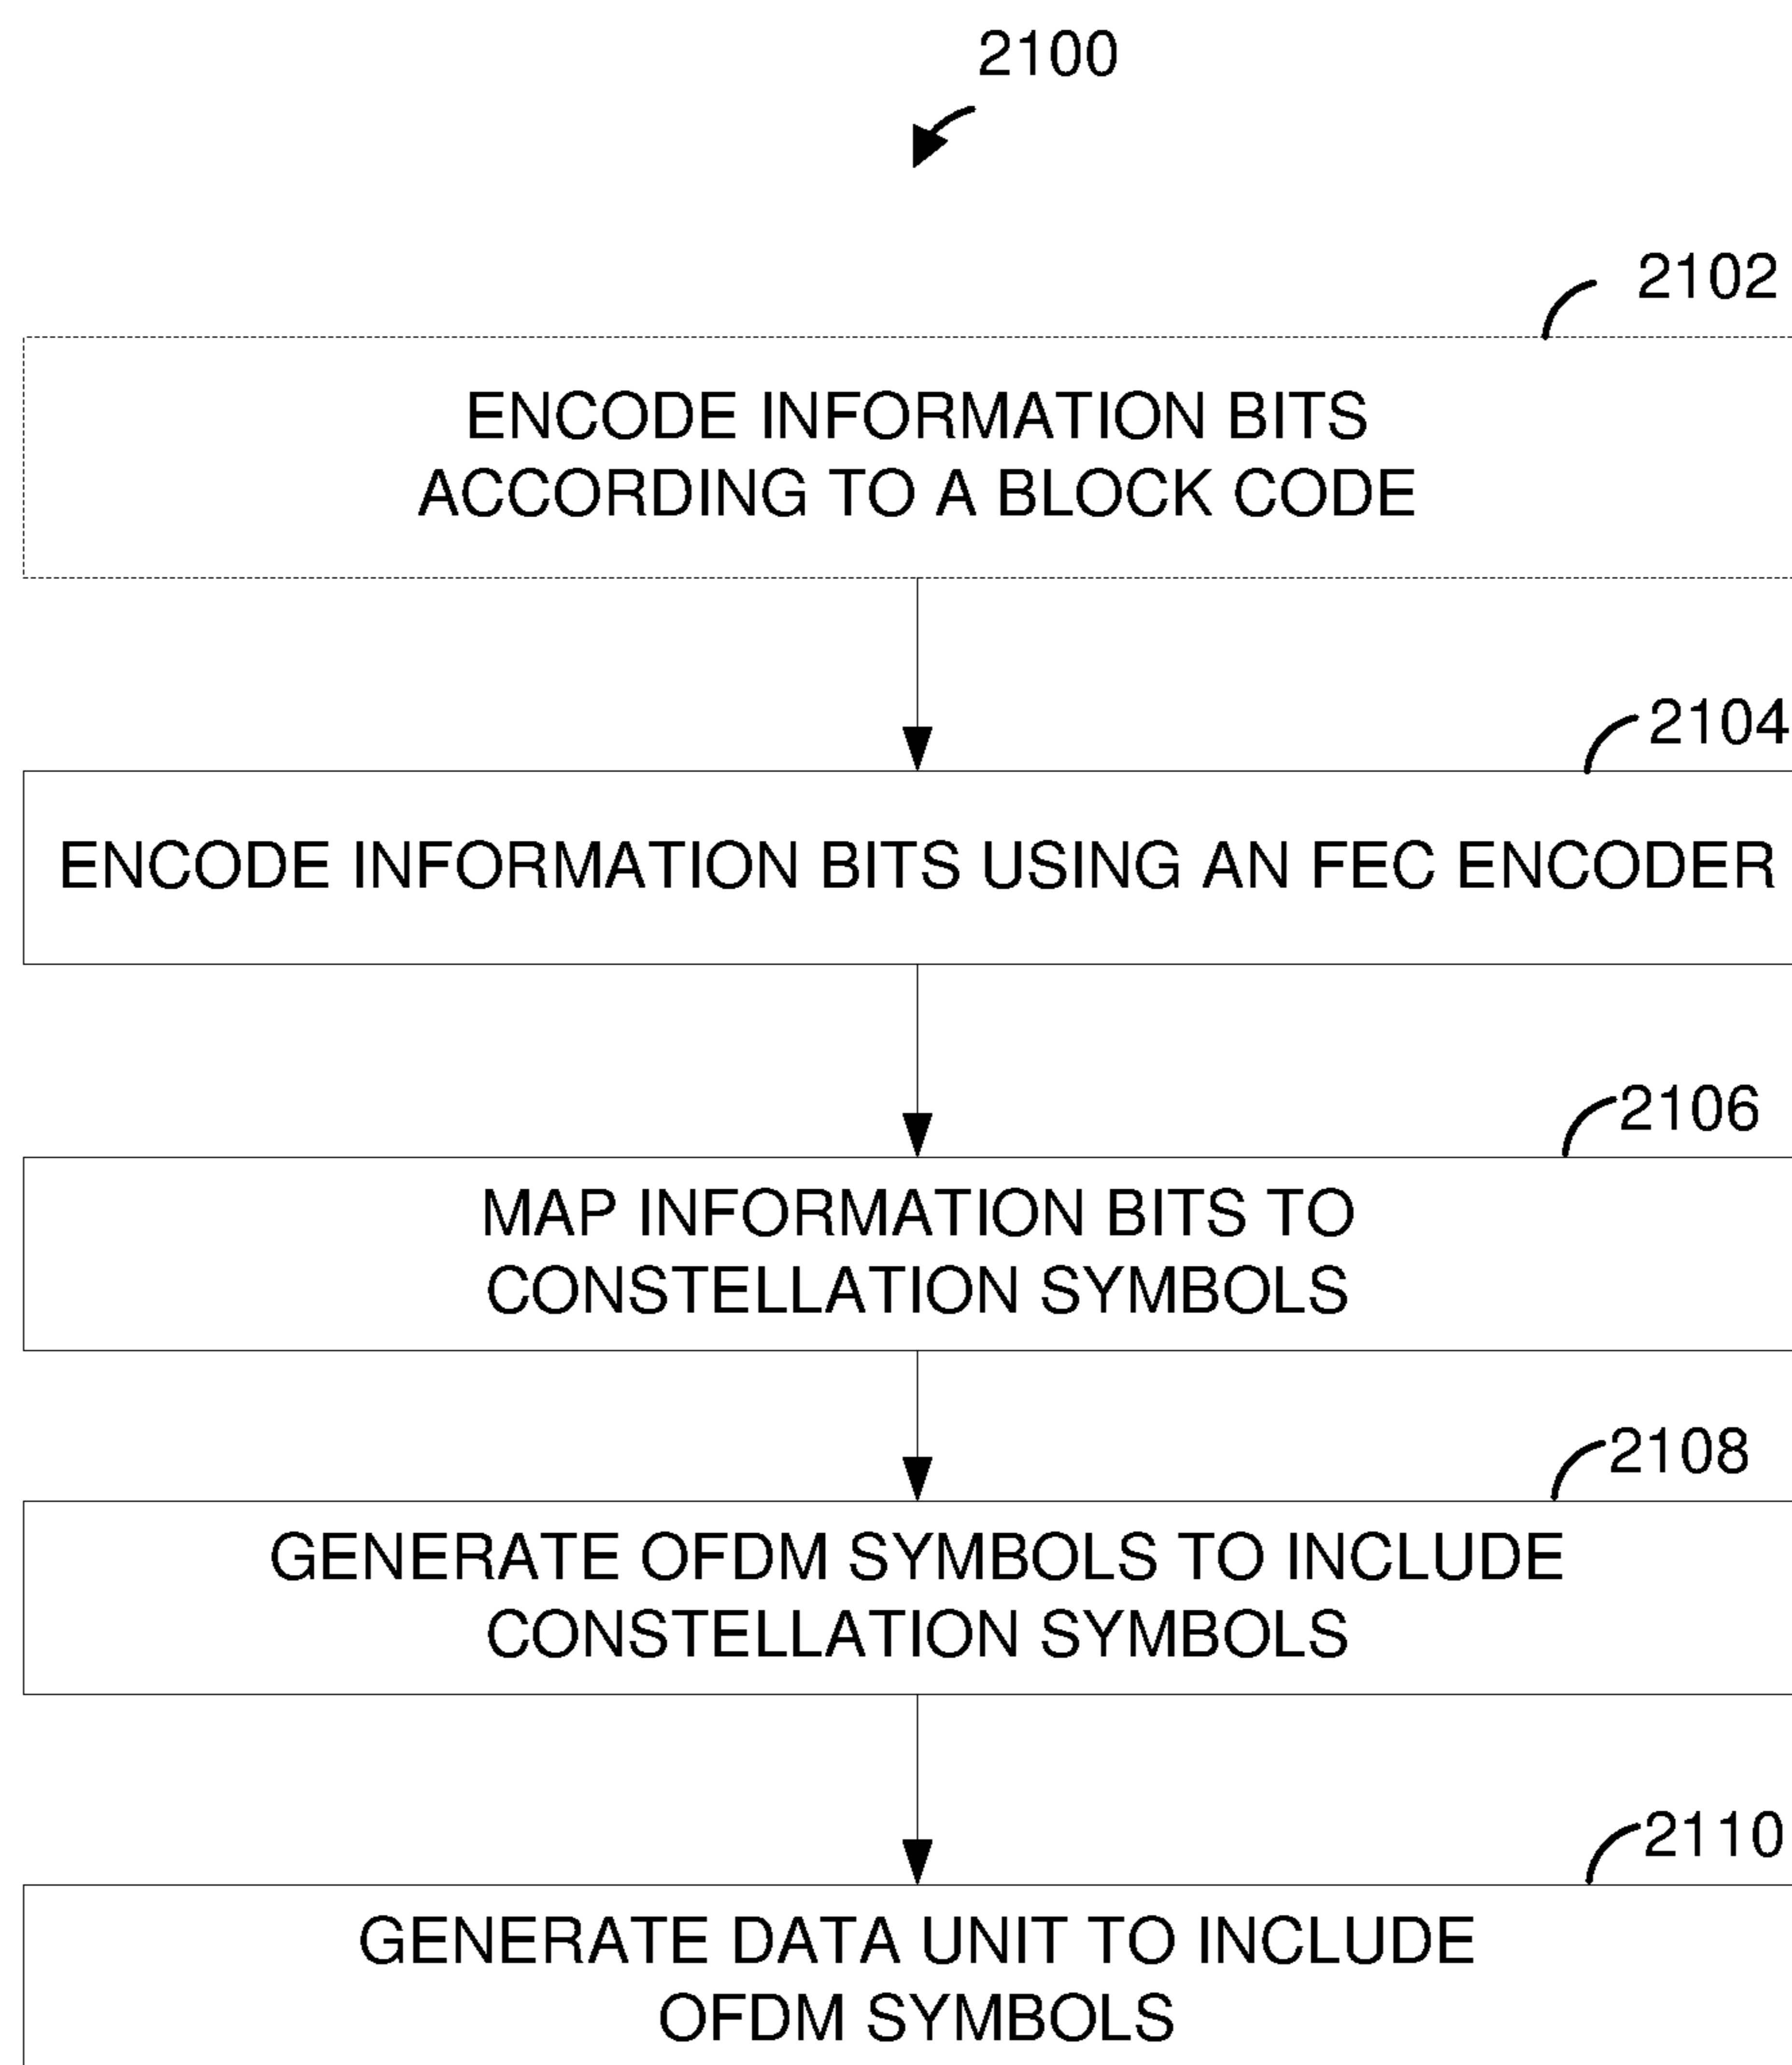 2100
2102
ENCODE INFORMATION BITS
ACCORDING TO A BLOCK CODE
2104
ENCODE INFORMATION BITS USING AN FEC ENCODER
2106
MAP INFORMATION BITS TO
CONSTELLATION SYMBOLS
2108
GENERATE OFDM SYMBOLS TO INCLUDE
CONSTELLATION SYMBOLS
2110
GENERATE DATA UNIT TO INCLUDE
OFDM SYMBOLS